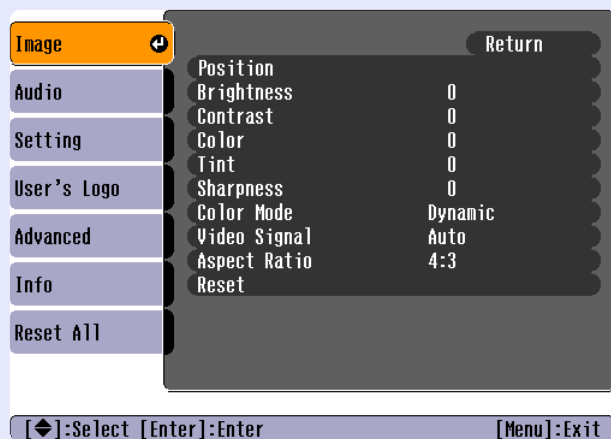 Image
Audio
Setting
User's Logo
Advanced
Info
Reset All
Return
Position
Brightness 0
Contrast 0
Color 0
Tint 0
Sharpness 0
Color Mode Dynamic
Video Signal Auto
Aspect Ratio 4:3
Reset
[◆]:Select [Enter]:Enter [Menu]:Exit